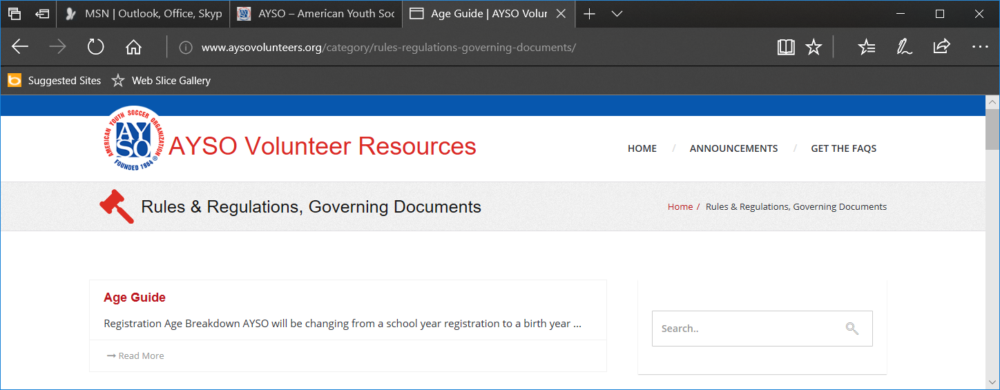 MSN | Outlook, Office, Skyp
AYSO – American Youth Soc
Age Guide | AYSO Volur
www.aysovolunteers.org/category/rules-regulations-governing-documents/
Suggested Sites
Web Slice Gallery
AMERICAN YOUTH SOCCER ORGANIZATION
AY
SO
®
FOUNDED 1964
AYSO Volunteer Resources
HOME / ANNOUNCEMENTS / GET THE FAQS
Rules & Regulations, Governing Documents
Home / Rules & Regulations, Governing Documents
Age Guide
Registration Age Breakdown AYSO will be changing from a school year registration to a birth year ...
Read More
Search..